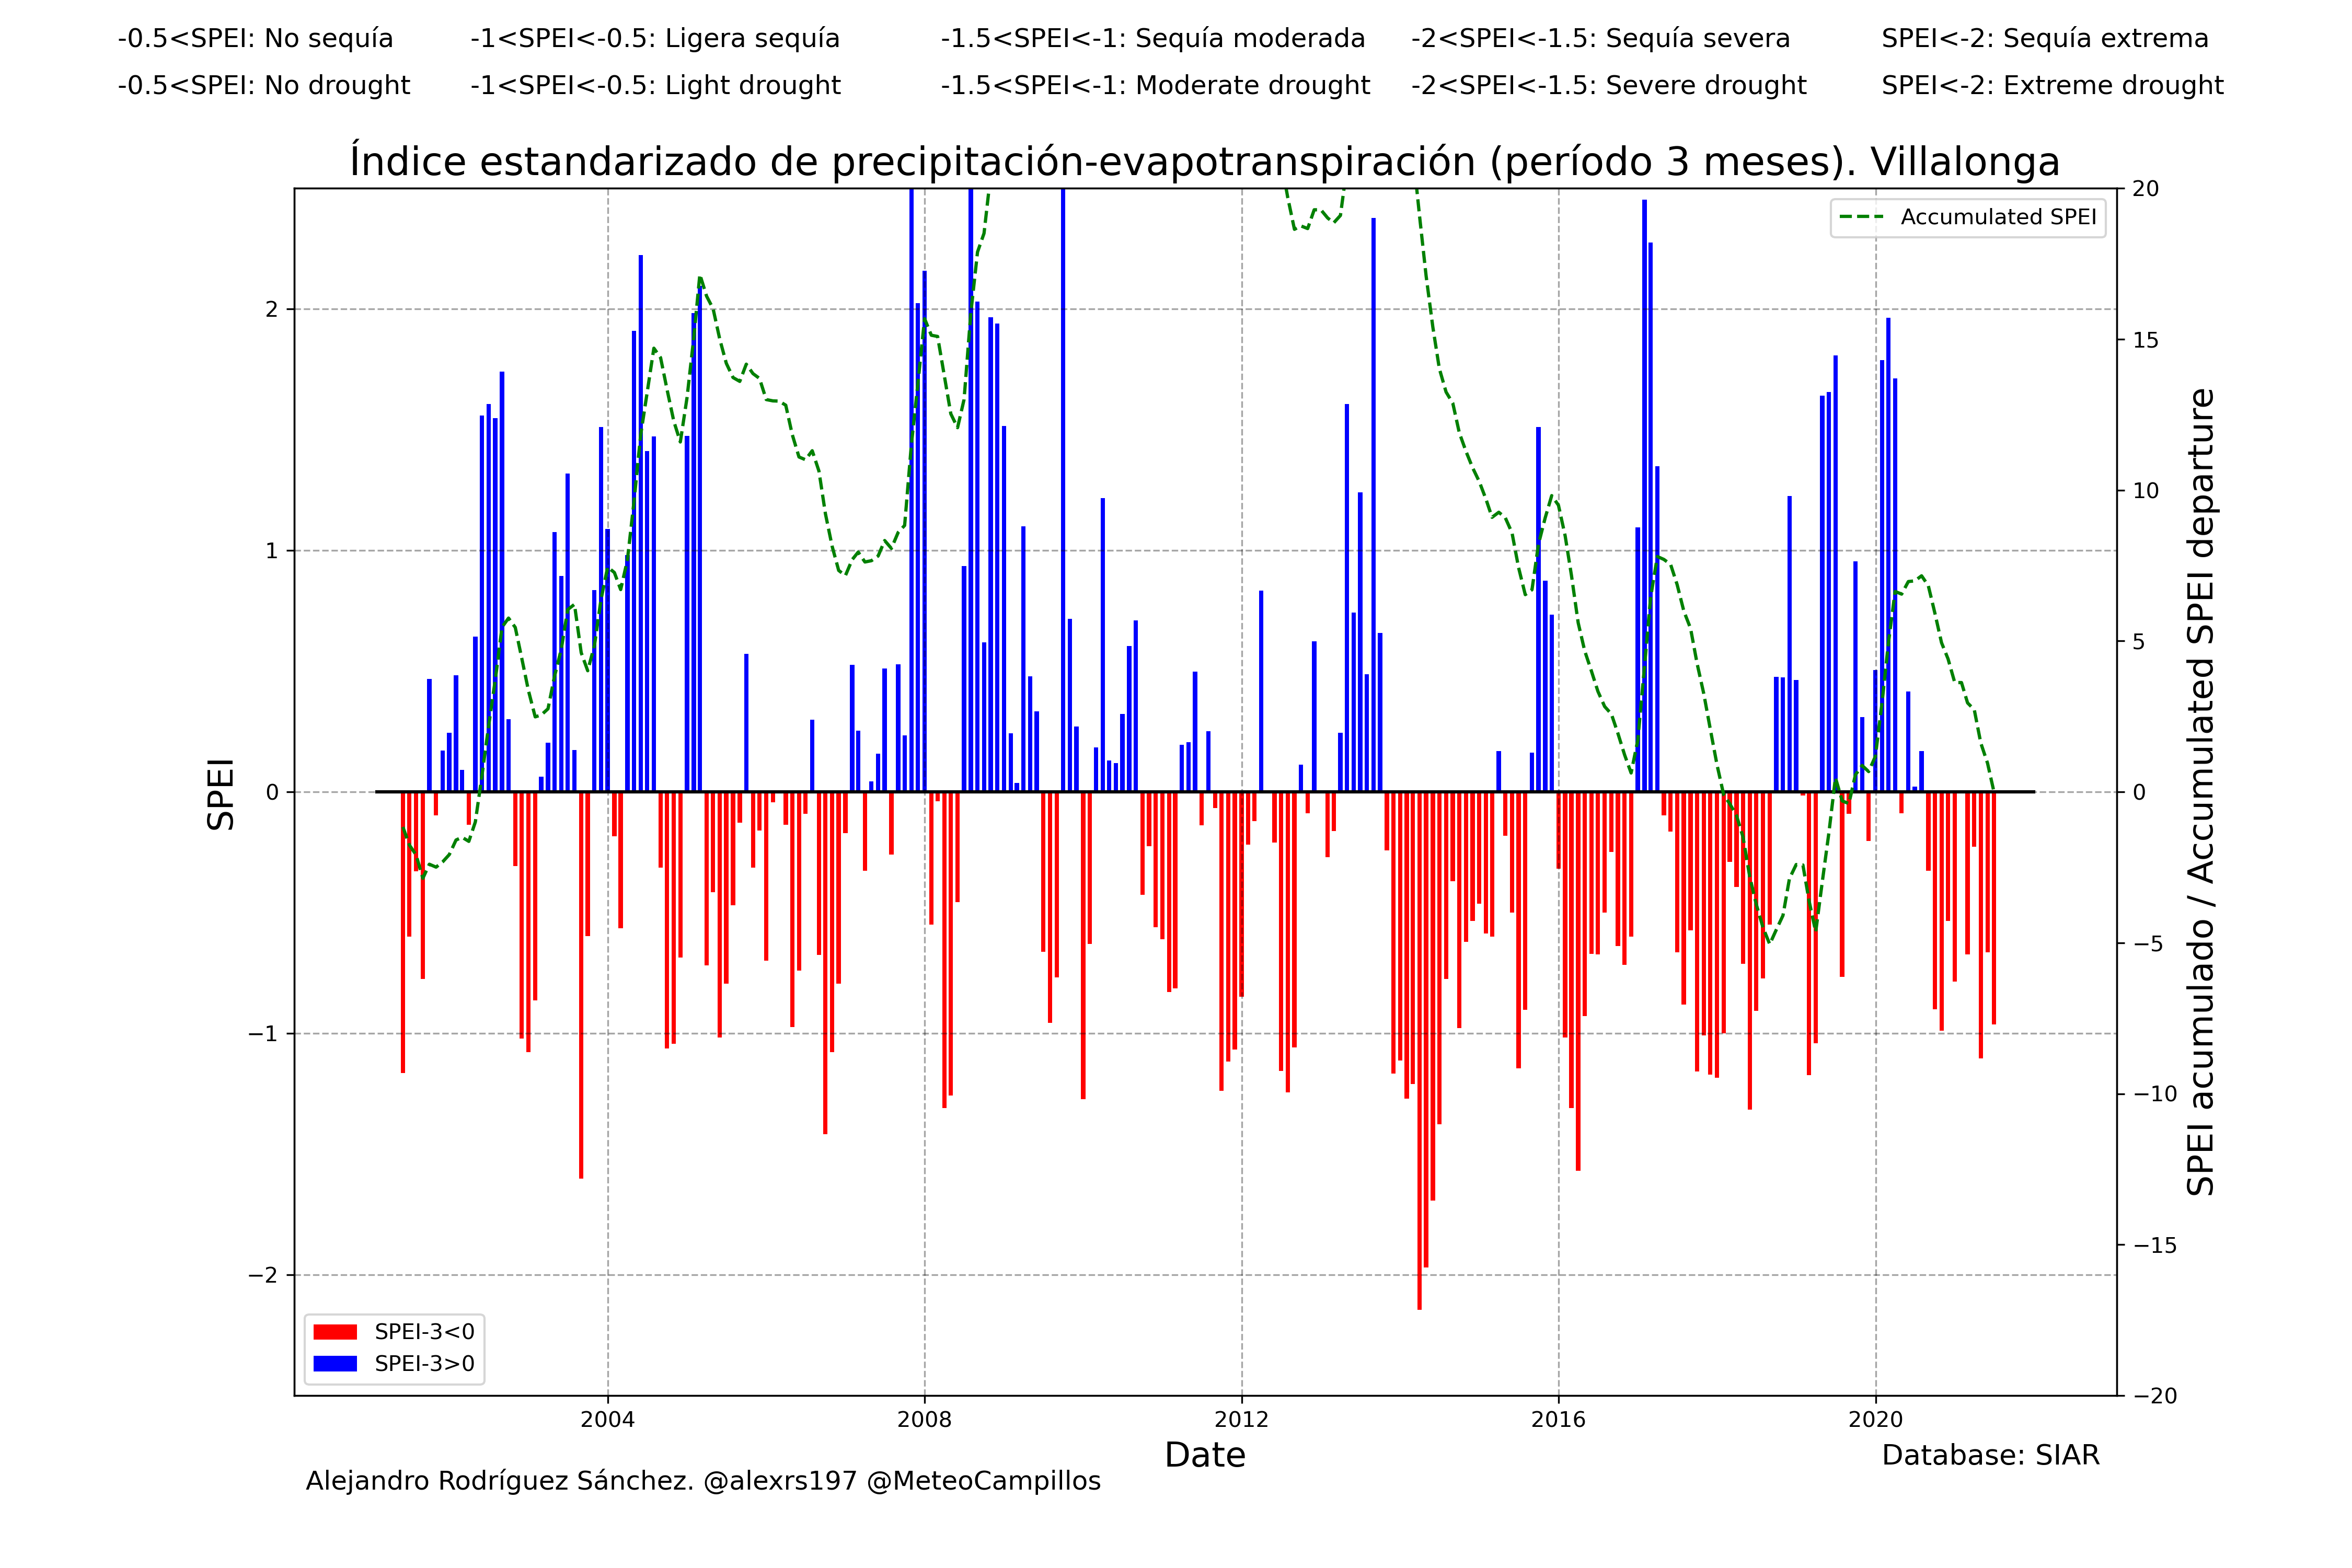 -0.5<SPEI: No sequía -1<SPEI<-0.5: Ligera sequía -1.5<SPEI<-1: Sequía moderada -2<SPEI<-1.5: Sequía severa SPEI<-2: Sequía extrema
-0.5<SPEI: No drought -1<SPEI<-0.5: Light drought -1.5<SPEI<-1: Moderate drought -2<SPEI<-1.5: Severe drought SPEI<-2: Extreme drought
Índice estandarizado de precipitación-evapotranspiración (período 3 meses). Villalonga
Accumulated SPEI
SPEI
2
1
0
−1
−2
20
15
10
5
0
−5
−10
−15
−20
SPEI acumulado / Accumulated SPEI departure
SPEI-3<0
SPEI-3>0
2004 2008 2012 2016 2020
Date
Database: SIAR
Alejandro Rodríguez Sánchez. @alexrs197 @MeteoCampillos